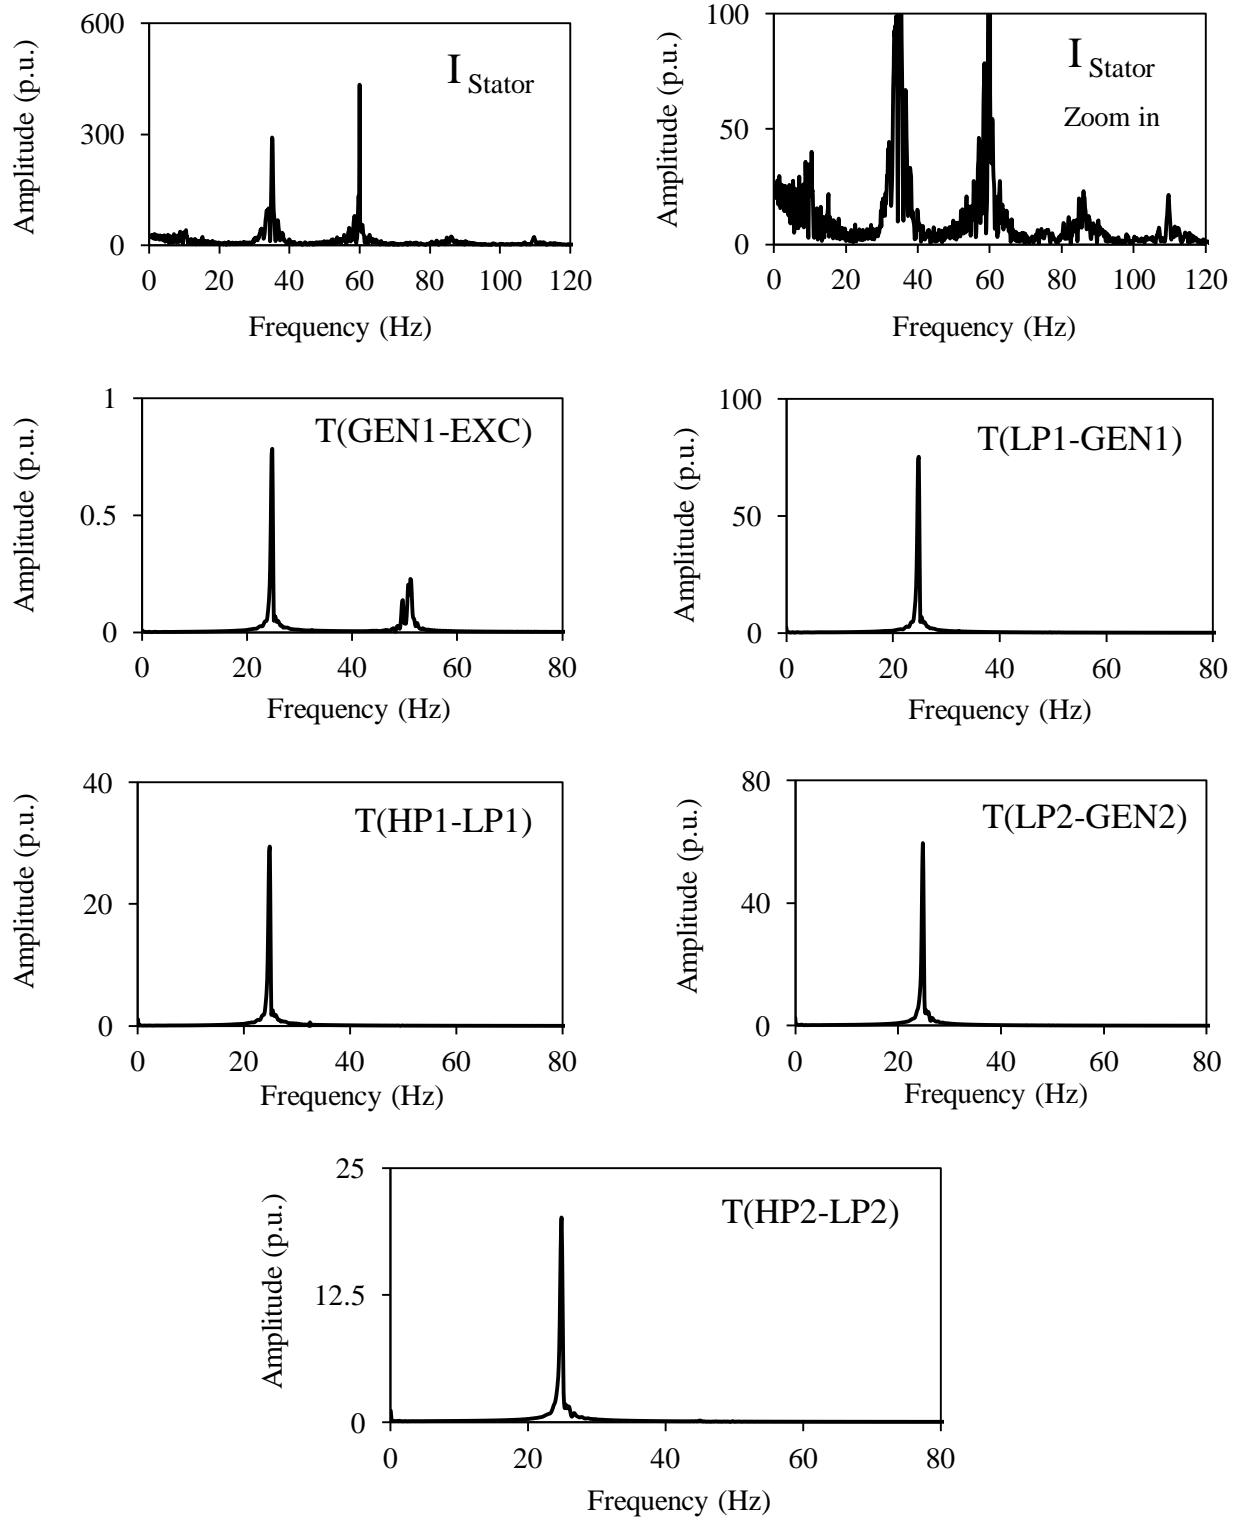 600
300
0
0 20 40 60 80 100 120
Amplitude (p.u.)
Frequency (Hz)
I Stator
100
50
0
0 20 40 60 80 100 120
Amplitude (p.u.)
Frequency (Hz)
I Stator
Zoom in
1
0.5
0
0 20 40 60 80
Amplitude (p.u.)
Frequency (Hz)
T(GEN1-EXC)
100
50
0
0 20 40 60 80
Amplitude (p.u.)
Frequency (Hz)
T(LP1-GEN1)
40
20
0
0 20 40 60 80
Amplitude (p.u.)
Frequency (Hz)
T(HP1-LP1)
80
40
0
0 20 40 60 80
Amplitude (p.u.)
Frequency (Hz)
T(LP2-GEN2)
25
12.5
0
0 20 40 60 80
Amplitude (p.u.)
Frequency (Hz)
T(HP2-LP2)